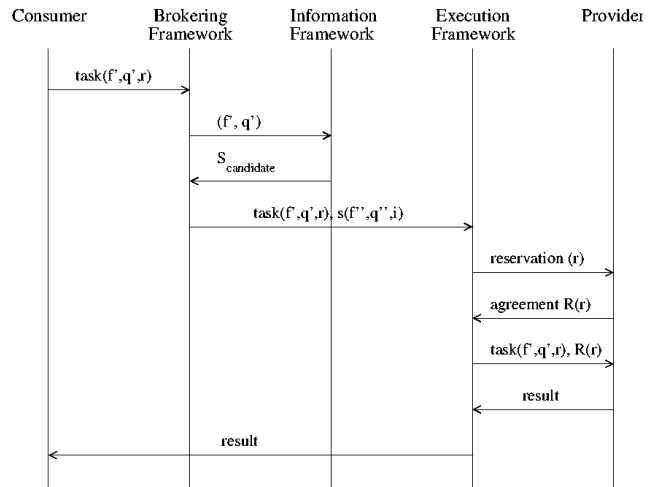 Consumer
Brokering
Framework
Information
Framework
Execution
Framework
Provider
task(f',q',r)
(f', q')
S candidate
task(f',q',r), s(f'',q'',i)
reservation (r)
agreement R(r)
task(f',q',r), R(r)
result
result